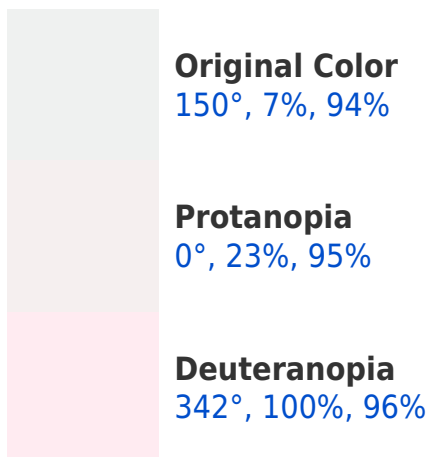 Original Color
150°, 7%, 94%
Protanopia
0°, 23%, 95%
Deuteranopia
342°, 100%, 96%